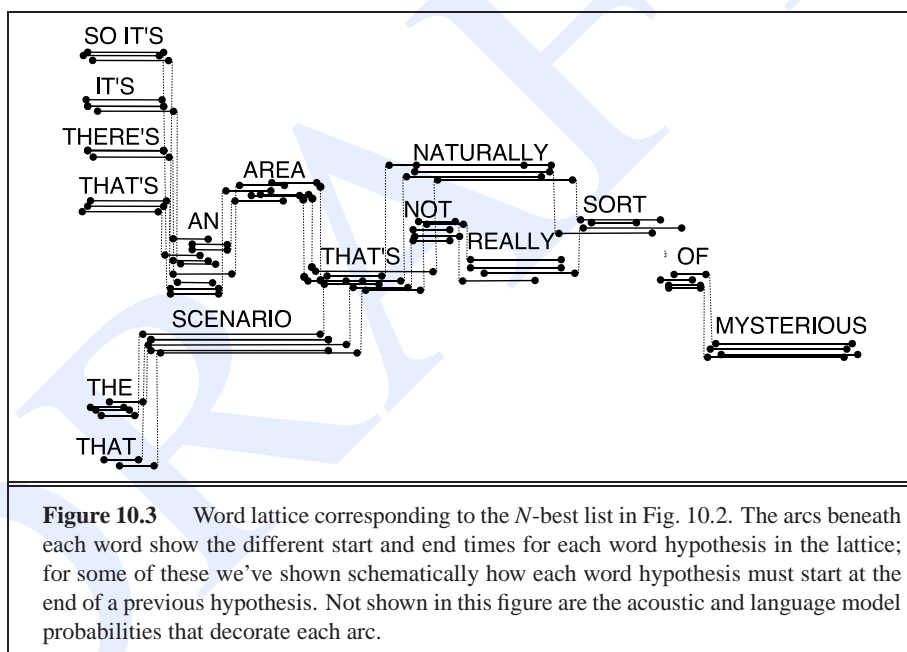 SO IT'S
IT'S
THERE'S
THAT'S
AN
AREA
NATURALLY
NOT
REALLY
SORT
THAT'S
OF
SCENARIO
MYSTERIOUS
THE
THAT
Figure 10.3 Word lattice corresponding to the N-best list in Fig. 10.2. The arcs beneath
each word show the different start and end times for each word hypothesis in the lattice;
for some of these we've shown schematically how each word hypothesis must start at the
end of a previous hypothesis. Not shown in this figure are the acoustic and language model
probabilities that decorate each arc.
DRAF